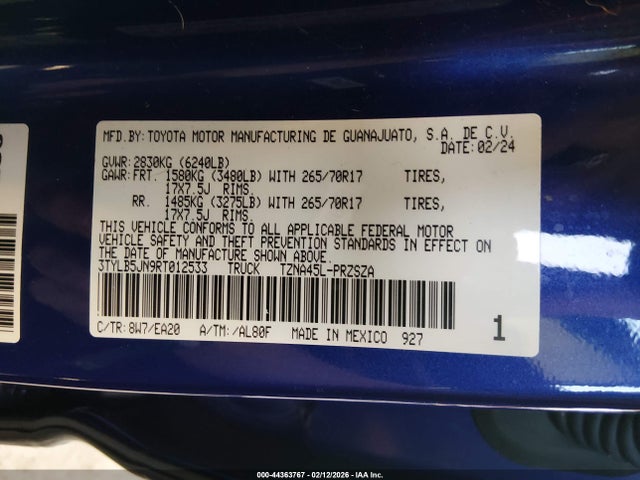 MFD.BY: TOYOTA MOTOR MANUFACTURING DE GUANAJUATO, S.A. DE C.V.
DATE: 02/24
GVWR: 2830KG (6240LB)
GAWR: FRT. 1580KG (3480LB) WITH 265/70R17 TIRES,
17X7.5J RIMS.
RR. 1485KG (3275LB) WITH 265/70R17 TIRES,
17X7.5J RIMS.
THIS VEHICLE CONFORMS TO ALL APPLICABLE FEDERAL MOTOR
VEHICLE SAFETY AND THEFT PREVENTION STANDARDS IN EFFECT ON
THE DATE OF MANUFACTURE SHOWN ABOVE.
3TYLB5JN9RT012533 TRUCK TZNA45L-PRZSZA
C/TR: 8W7/EA20 A/TM: /AL80F MADE IN MEXICO 927
1
000-44363767 - 02/12/2026 - IAA Inc.